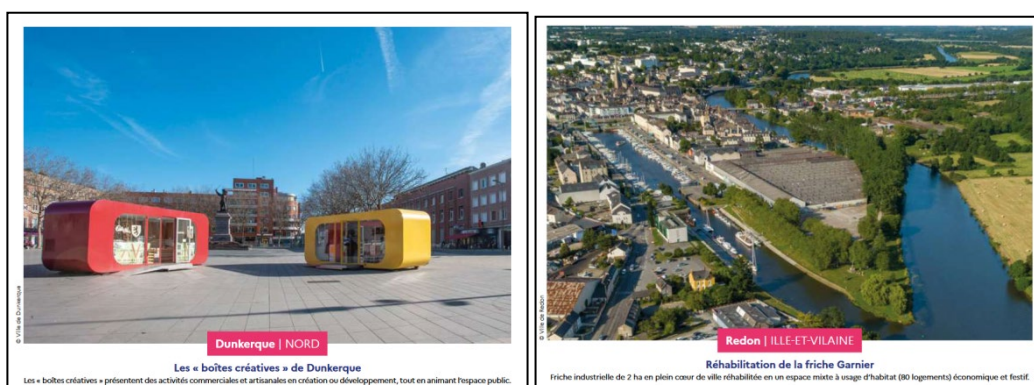 © Ville de Dunkerque
Dunkerque | NORD
Les « boîtes créatives » de Dunkerque
Les « boîtes créatives » présentent des activités commerciales et artisanales en création ou développement, tout en animant l'espace public.
© Ville de Redon
Redon | ILLE-ET-VILAINE
Réhabilitation de la friche Garnier
Friche industrielle de 2 ha en plein cœur de ville réhabilitée en un espace mixte à usage d'habitat (80 logements) économique et festif.